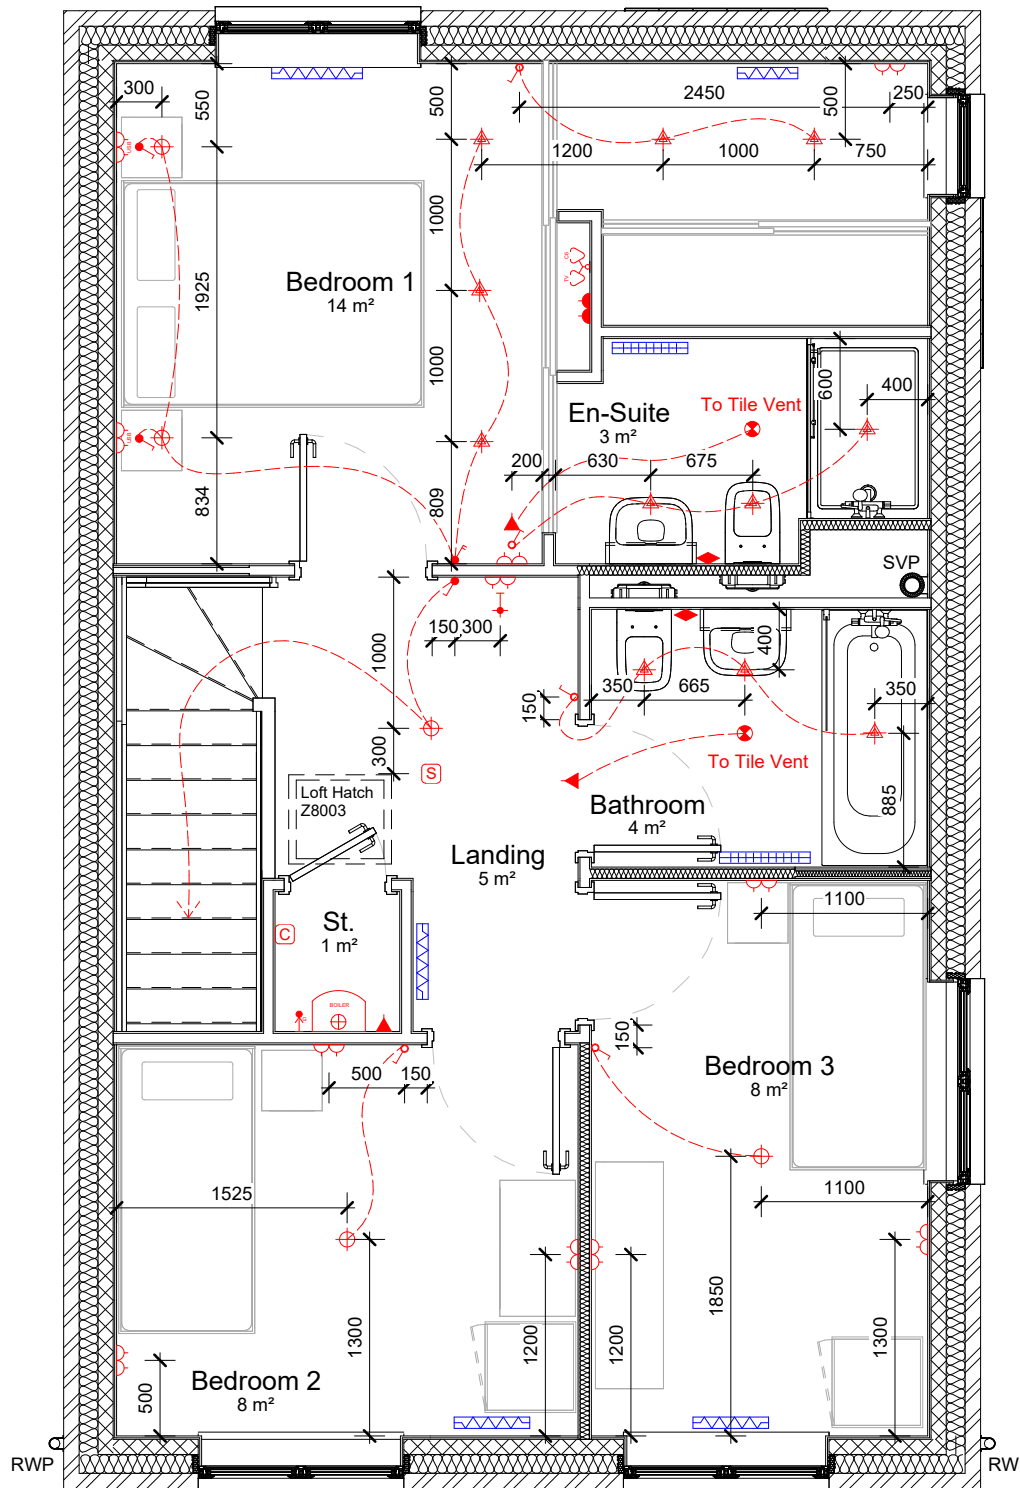 300
550
500
2450
500
250
1200
1000
750
USB
1000
Bedroom 1
14 m²
1925
CB
TV
1000
600
400
To Tile Vent
En-Suite
3 m²
USB
200
630
675
834
809
SVP
150
300
1000
400
350
665
350
150
300
S
To Tile Vent
Loft Hatch
Z8003
Bathroom
4 m²
885
Landing
5 m²
1100
St.
1 m²
C
BOILER
150
Bedroom 3
8 m²
500
150
1525
1100
1850
1300
1200
1200
1300
Bedroom 2
8 m²
500
RWP
RW